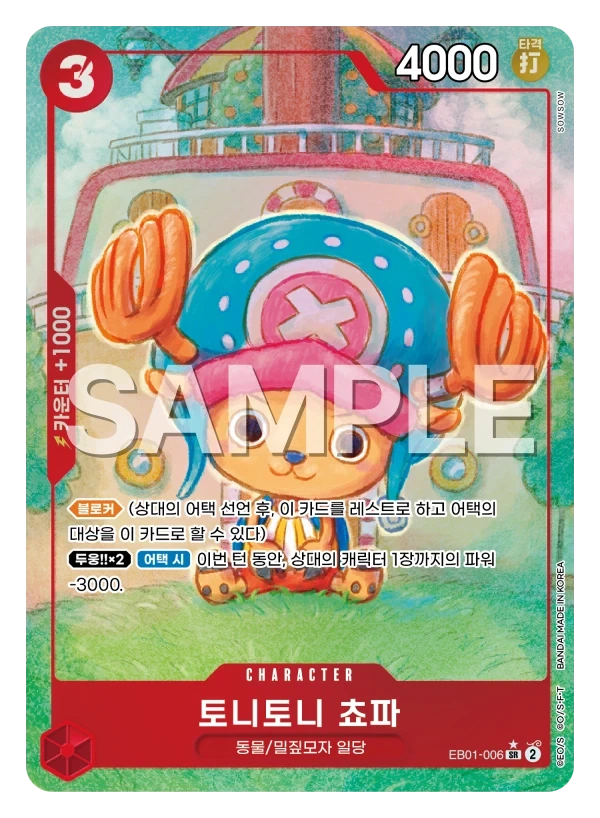 3
4000
타격
打
SOWSOW
⚡카운터 +1000
SAMPLE
블로커 (상대의 어택 선언 후, 이 카드를 레스트로 하고 어택의
대상을 이 카드로 할 수 있다)
두웅!!×2 어택 시 이번 턴 동안, 상대의 캐릭터 1장까지의 파워
-3000.
CHARACTER
토니토니 쵸파
동물/밀짚모자 일당
EB01-006 ★ SR 2
©EO/S ©O/S·F·T BANDAI MADE IN KOREA